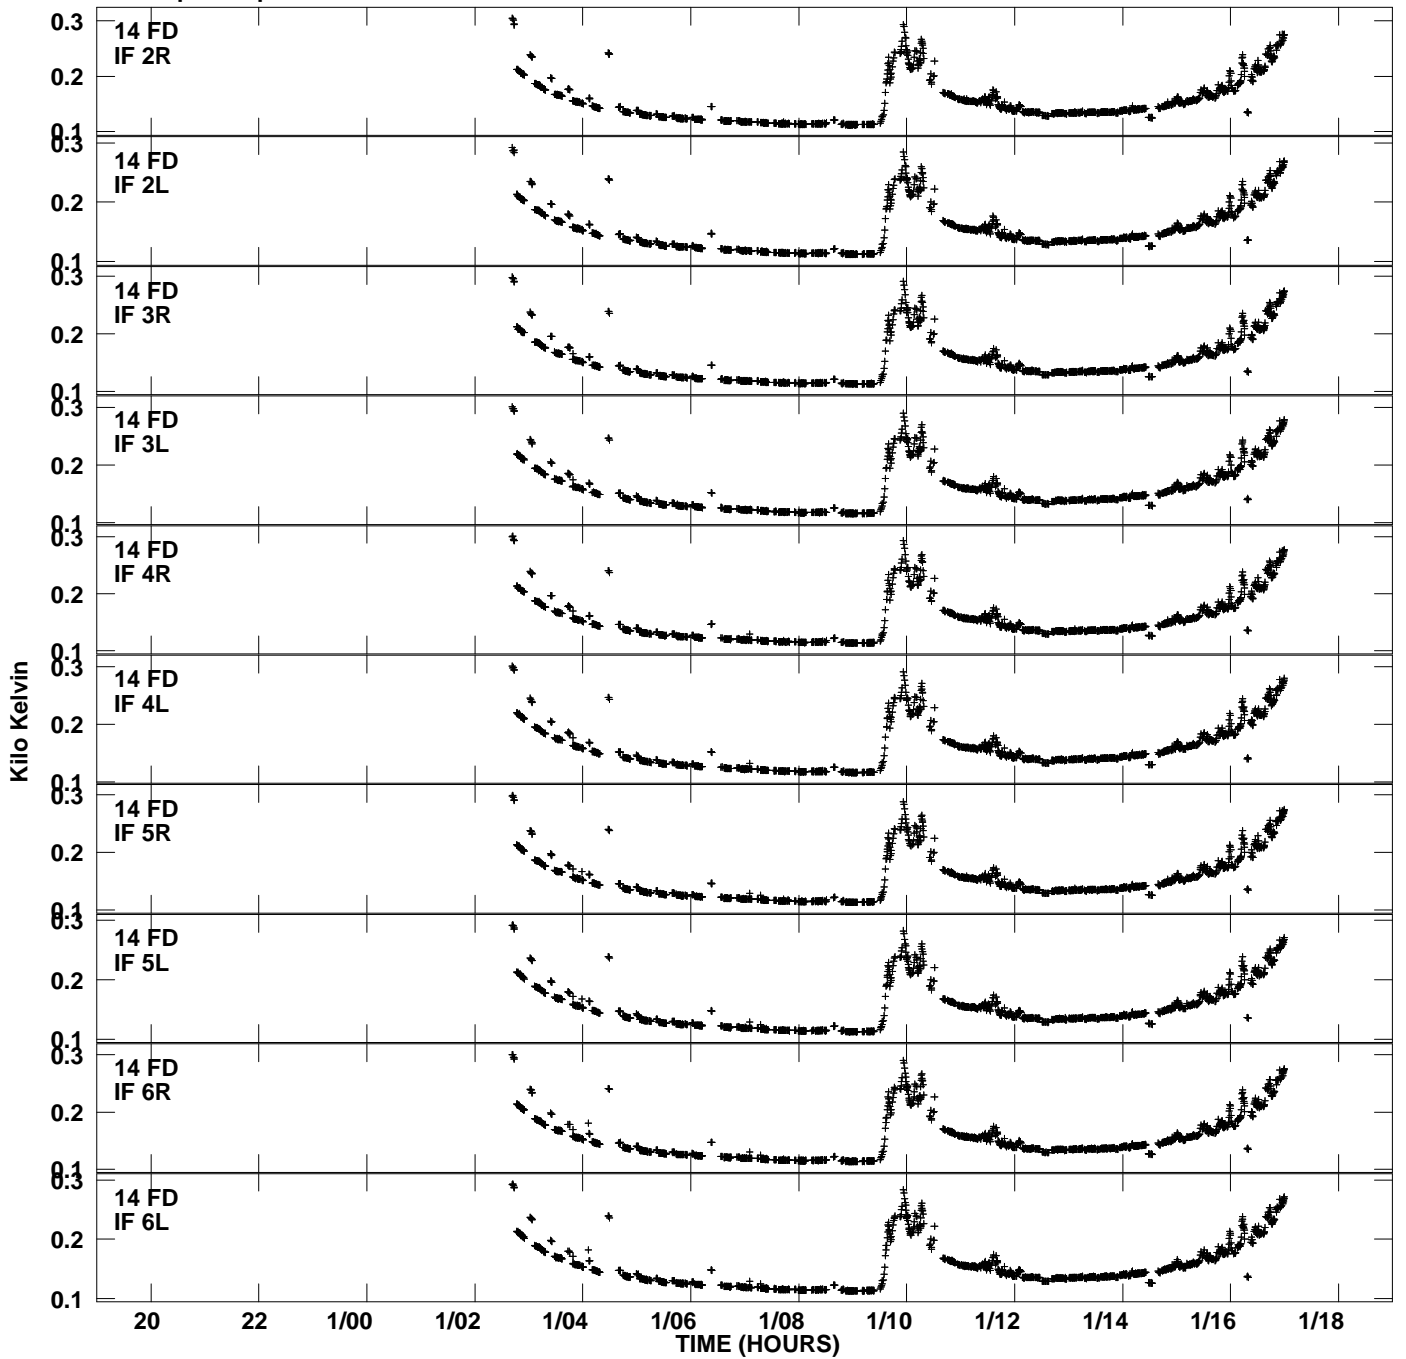 0.3
14 FD
IF 2R
0.2
0.1
0.3
14 FD
IF 2L
0.2
0.1
0.3
14 FD
IF 3R
0.2
0.1
0.3
14 FD
IF 3L
0.2
0.1
0.3
14 FD
IF 4R
0.2
0.1
0.3
14 FD
IF 4L
0.2
0.1
Kilo Kelvin
0.3
14 FD
IF 5R
0.2
0.1
0.3
14 FD
IF 5L
0.2
0.1
0.3
14 FD
IF 6R
0.2
0.1
0.3
14 FD
IF 6L
0.2
0.1
20 22 1/00 1/02 1/04 1/06 1/08 1/10 1/12 1/14 1/16 1/18
TIME (HOURS)